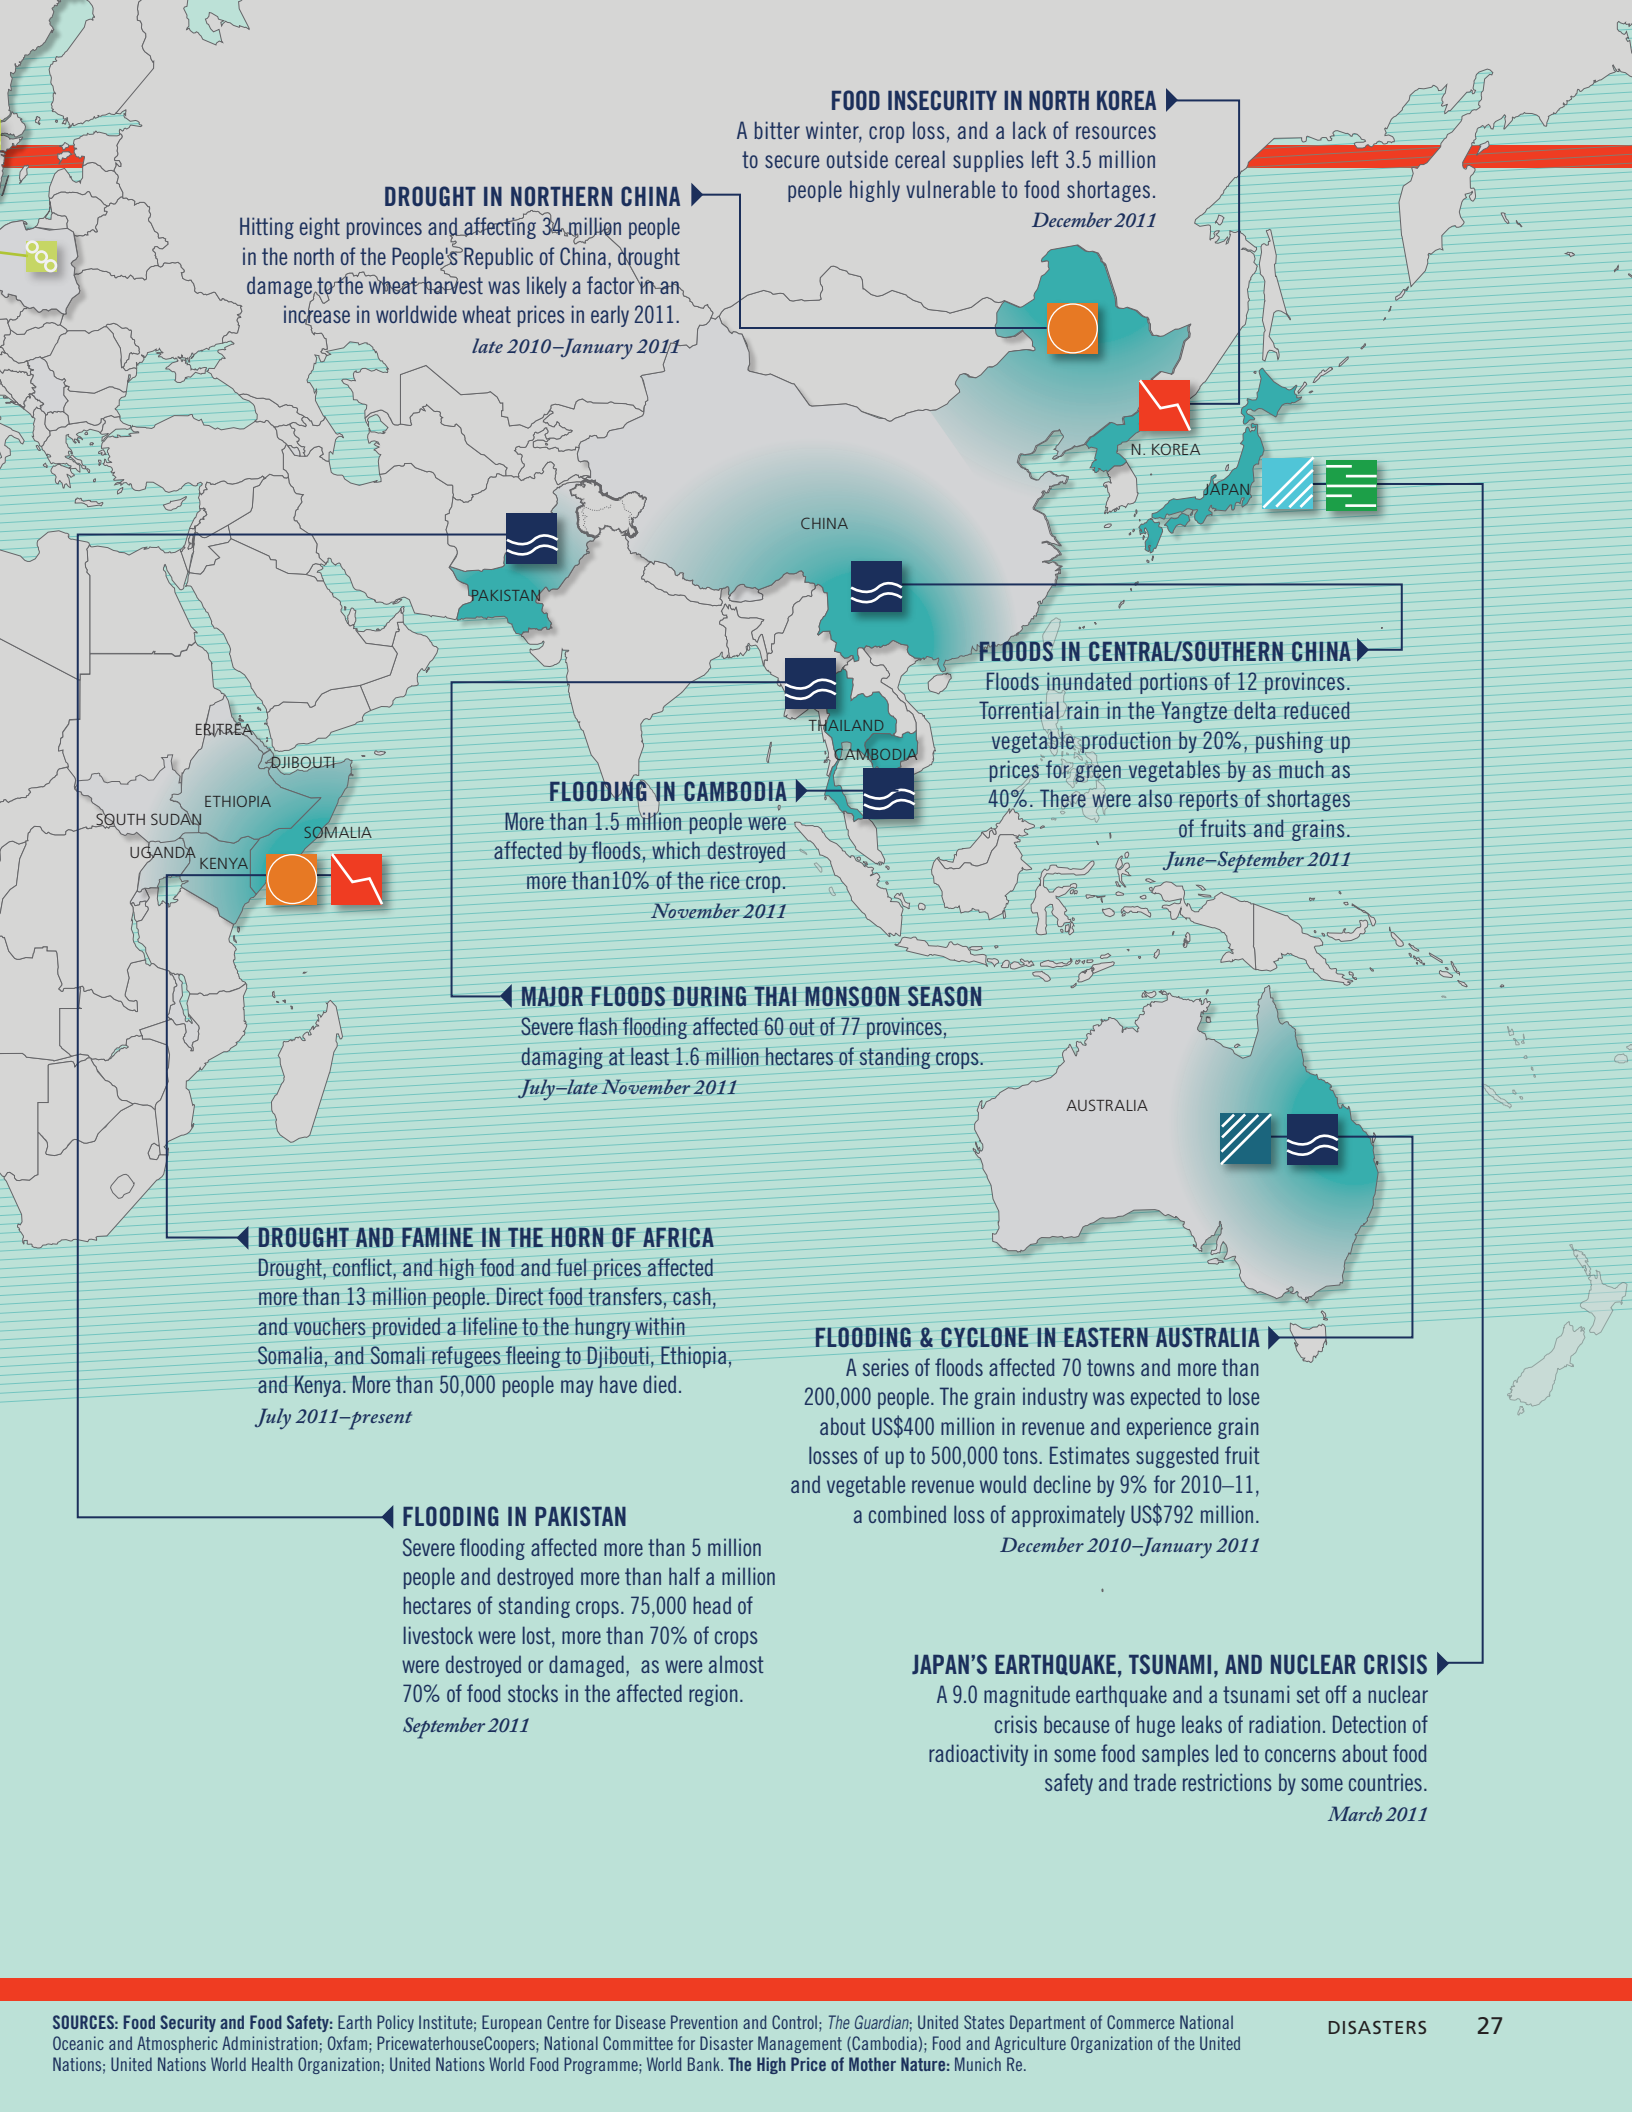 FOOD INSECURITY IN NORTH KOREA
A bitter winter, crop loss, and a lack of resources
to secure outside cereal supplies left 3.5 million
people highly vulnerable to food shortages.
December 2011
DROUGHT IN NORTHERN CHINA
Hitting eight provinces and affecting 34 million people
in the north of the People's Republic of China, drought
damage to the wheat harvest was likely a factor in an
increase in worldwide wheat prices in early 2011.
late 2010–January 2011
N. KOREA
JAPAN
CHINA
PAKISTAN
FLOODS IN CENTRAL/SOUTHERN CHINA
Floods inundated portions of 12 provinces.
Torrential rain in the Yangtze delta reduced
vegetable production by 20%, pushing up
prices for green vegetables by as much as
40%. There were also reports of shortages
of fruits and grains.
June–September 2011
THAILAND
CAMBODIA
ERITREA
DJIBOUTI
ETHIOPIA
SOUTH SUDAN
SOMALIA
UGANDA
KENYA
FLOODING IN CAMBODIA
More than 1.5 million people were
affected by floods, which destroyed
more than10% of the rice crop.
November 2011
MAJOR FLOODS DURING THAI MONSOON SEASON
Severe flash flooding affected 60 out of 77 provinces,
damaging at least 1.6 million hectares of standing crops.
July–late November 2011
AUSTRALIA
DROUGHT AND FAMINE IN THE HORN OF AFRICA
Drought, conflict, and high food and fuel prices affected
more than 13 million people. Direct food transfers, cash,
and vouchers provided a lifeline to the hungry within
Somalia, and Somali refugees fleeing to Djibouti, Ethiopia,
and Kenya. More than 50,000 people may have died.
July 2011–present
FLOODING & CYCLONE IN EASTERN AUSTRALIA
A series of floods affected 70 towns and more than
200,000 people. The grain industry was expected to lose
about US$400 million in revenue and experience grain
losses of up to 500,000 tons. Estimates suggested fruit
and vegetable revenue would decline by 9% for 2010–11,
a combined loss of approximately US$792 million.
December 2010–January 2011
FLOODING IN PAKISTAN
Severe flooding affected more than 5 million
people and destroyed more than half a million
hectares of standing crops. 75,000 head of
livestock were lost, more than 70% of crops
were destroyed or damaged, as were almost
70% of food stocks in the affected region.
September 2011
JAPAN'S EARTHQUAKE, TSUNAMI, AND NUCLEAR CRISIS
A 9.0 magnitude earthquake and a tsunami set off a nuclear
crisis because of huge leaks of radiation. Detection of
radioactivity in some food samples led to concerns about food
safety and trade restrictions by some countries.
March 2011
SOURCES: Food Security and Food Safety: Earth Policy Institute; European Centre for Disease Prevention and Control; The Guardian; United States Department of Commerce National
Oceanic and Atmospheric Administration; Oxfam; PricewaterhouseCoopers; National Committee for Disaster Management (Cambodia); Food and Agriculture Organization of the United
Nations; United Nations World Health Organization; United Nations World Food Programme; World Bank. The High Price of Mother Nature: Munich Re.
DISASTERS 27